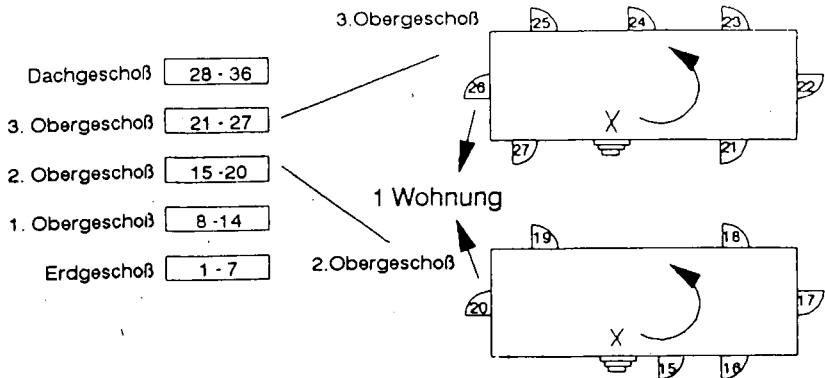 3.Obergeschoß
25 24 23
Dachgeschoß 28 - 36
26 22
3. Obergeschoß 21 - 27
X
27 21
2. Obergeschoß 15 -20
1 Wohnung
1. Obergeschoß 8 -14
19 18
Erdgeschoß 1 - 7
2.Obergeschoß
20 17
X
15 16